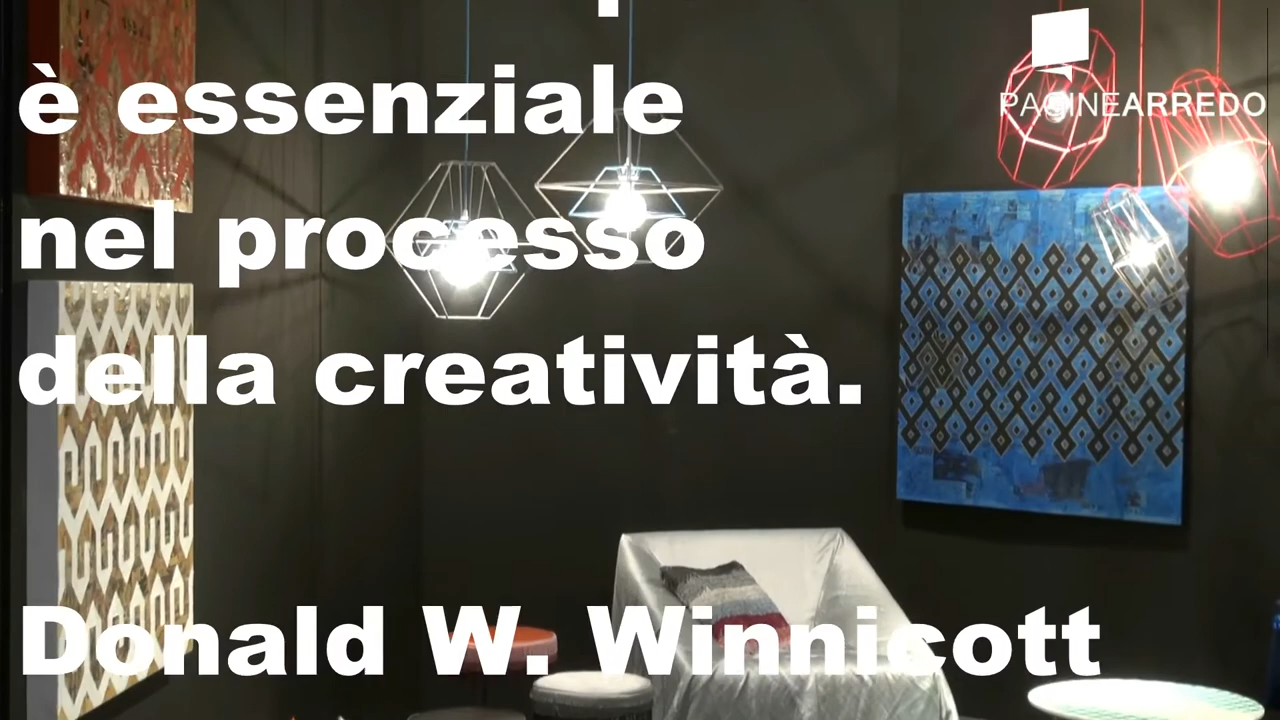 è essenziale
nel processo
della creatività.
Donald W. Winnicott
PAGINEARREDO